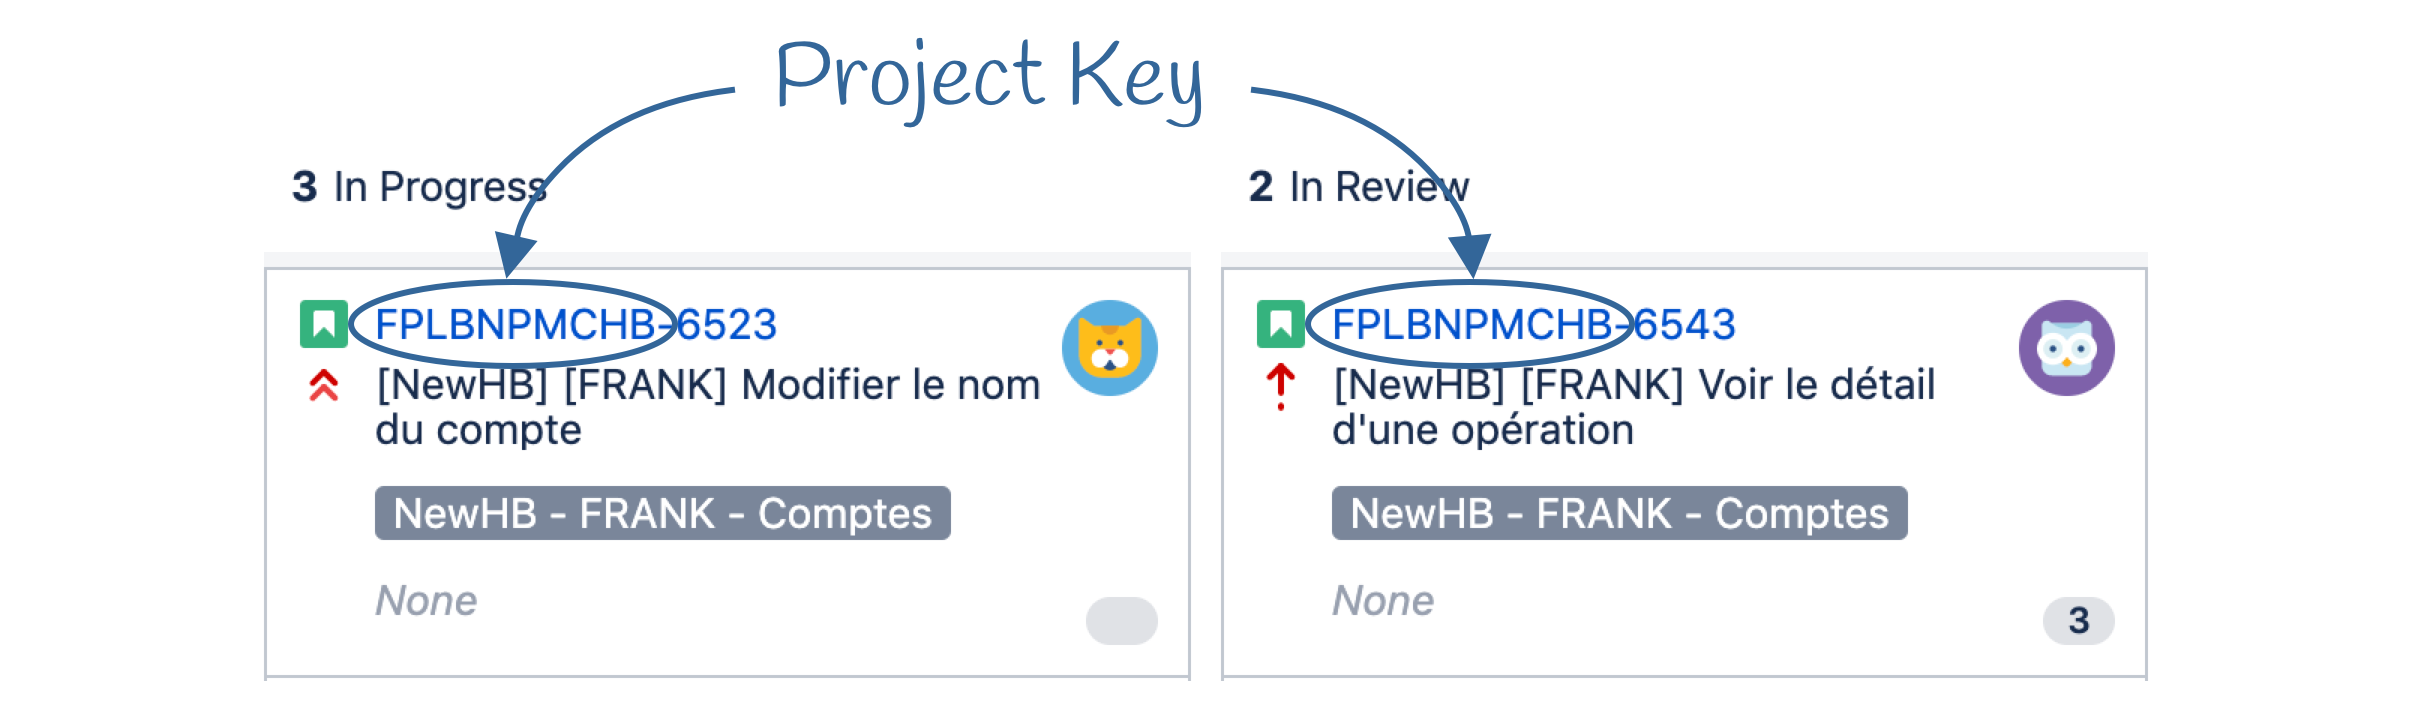 Project Key
3 In Progress
2 In Review
FPLBNPMCHB-6523
[NewHB] [FRANK] Modifier le nom
du compte
NewHB - FRANK - Comptes
None
FPLBNPMCHB-6543
[NewHB] [FRANK] Voir le détail
d'une opération
NewHB - FRANK - Comptes
None
3